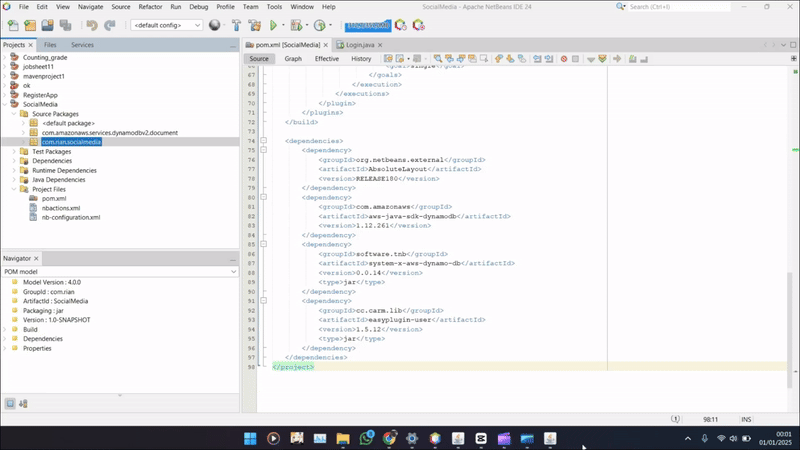 SocialMedia - Apache NetBeans IDE 24
File Edit View Navigate Source Refactor Run Debug Profile Team Tools Window Help
Search (Ctrl+I)
<default config>
Projects Files Services
pom.xml [SocialMedia] Login.java
Source Graph Effective History
Counting_grade
jobsheet11
mavenproject1
ok
RegisterApp
SocialMedia
Source Packages
<default package>
com.amazonaws.services.dynamodbv2.document
com.rian.socialmedia
Test Packages
Dependencies
Runtime Dependencies
Java Dependencies
Project Files
pom.xml
nbactions.xml
nb-configuration.xml
Navigator
POM model
Model Version : 4.0.0
GroupId : com.rian
ArtifactId : SocialMedia
Packaging : jar
Version : 1.0-SNAPSHOT
Build
Dependencies
Properties
67 </goals>
68 </execution>
69 </executions>
70 </plugin>
71 </plugins>
72 </build>
74 <dependencies>
75 <dependency>
76 <groupId>org.netbeans.external</groupId>
77 <artifactId>AbsoluteLayout</artifactId>
78 <version>RELEASE180</version>
79 </dependency>
80 <dependency>
81 <groupId>com.amazonaws</groupId>
82 <artifactId>aws-java-sdk-dynamodb</artifactId>
83 <version>1.12.261</version>
84 </dependency>
85 <dependency>
86 <groupId>software.tnb</groupId>
87 <artifactId>system-x-aws-dynamo-db</artifactId>
88 <version>0.0.14</version>
89 <type>jar</type>
90 </dependency>
91 <dependency>
92 <groupId>cc.carm.lib</groupId>
93 <artifactId>easyplugin-user</artifactId>
94 <version>1.5.12</version>
95 <type>jar</type>
96 </dependency>
97 </dependencies>
98 </project>
98:11 INS
00:01
01/01/2025